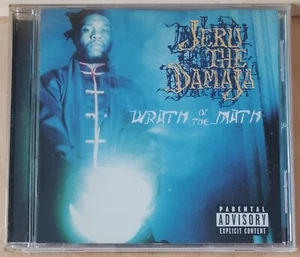 JERU
THE
DAMAJA
WRATH OF THE MATH
PARENTAL
ADVISORY
EXPLICIT CONTENT